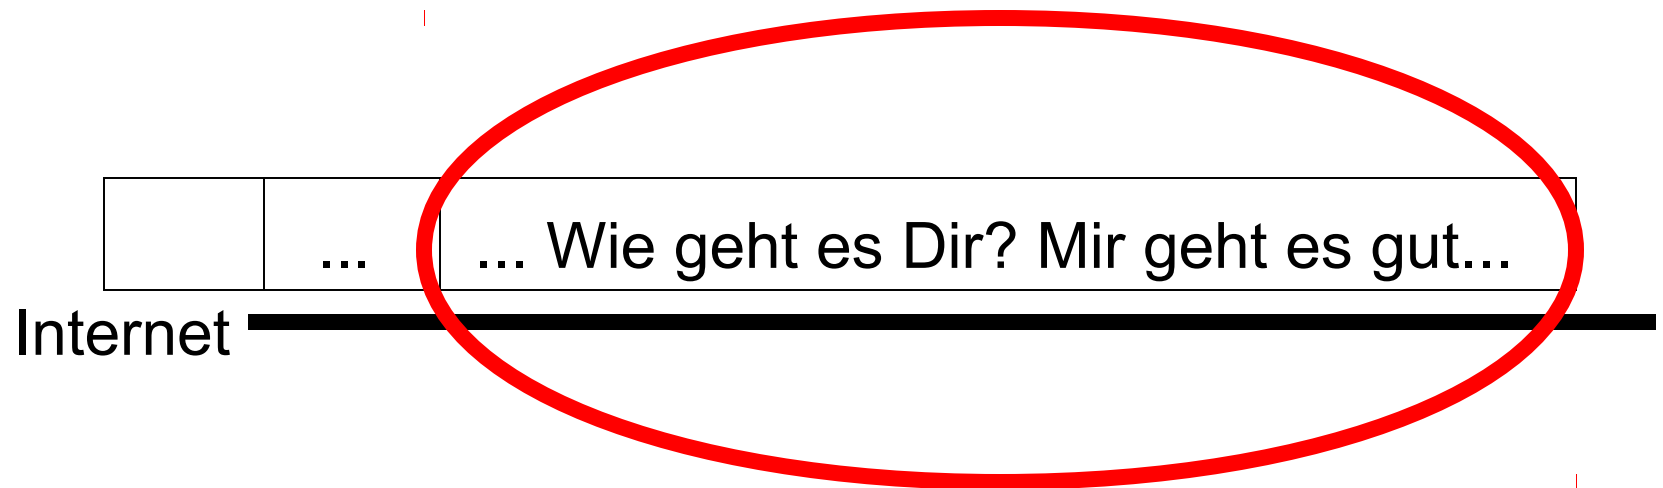 ... ... Wie geht es Dir? Mir geht es gut...
Internet